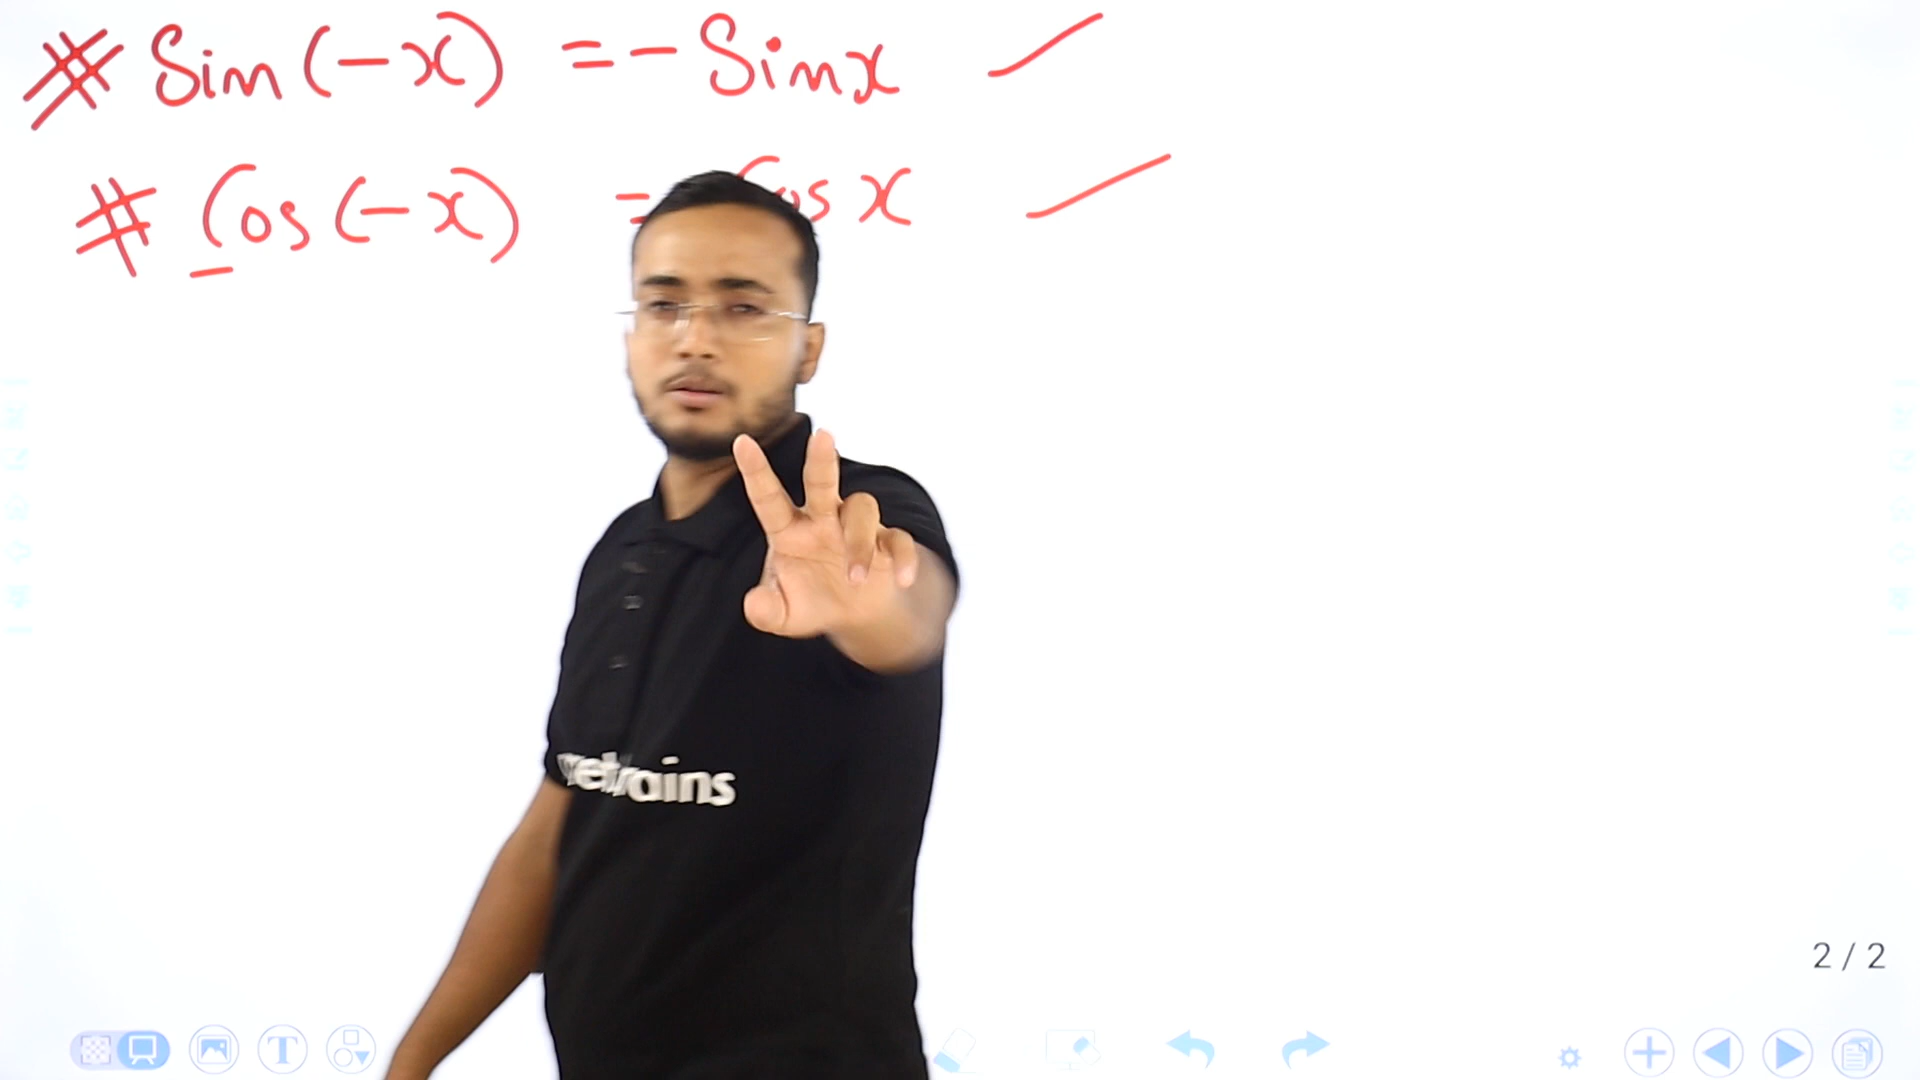 # Sin(-x) = - Sinx
# Cos(-x) = Cos x
2 / 2
T